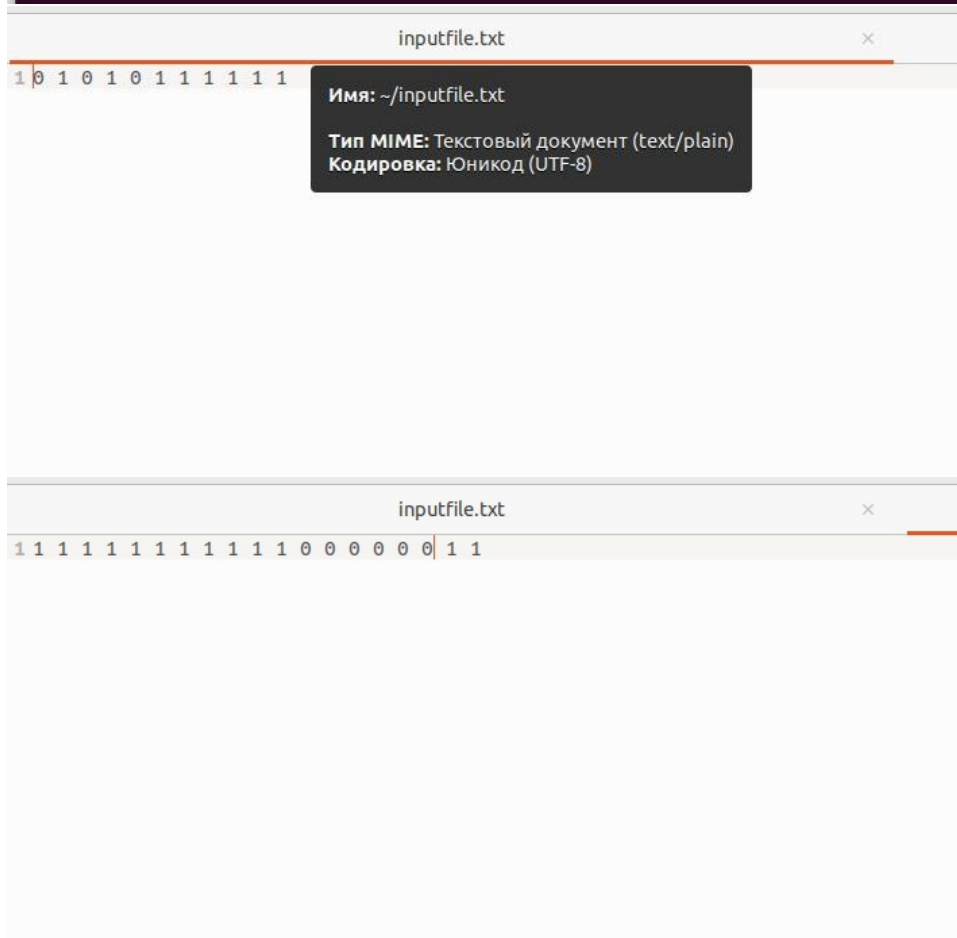 inputfile.txt ×
1 0 1 0 1 0 1 1 1 1 1 1
Имя: ~/inputfile.txt
Тип MIME: Текстовый документ (text/plain)
Кодировка: Юникод (UTF-8)
inputfile.txt ×
1 1 1 1 1 1 1 1 1 1 1 1 0 0 0 0 0 0 1 1